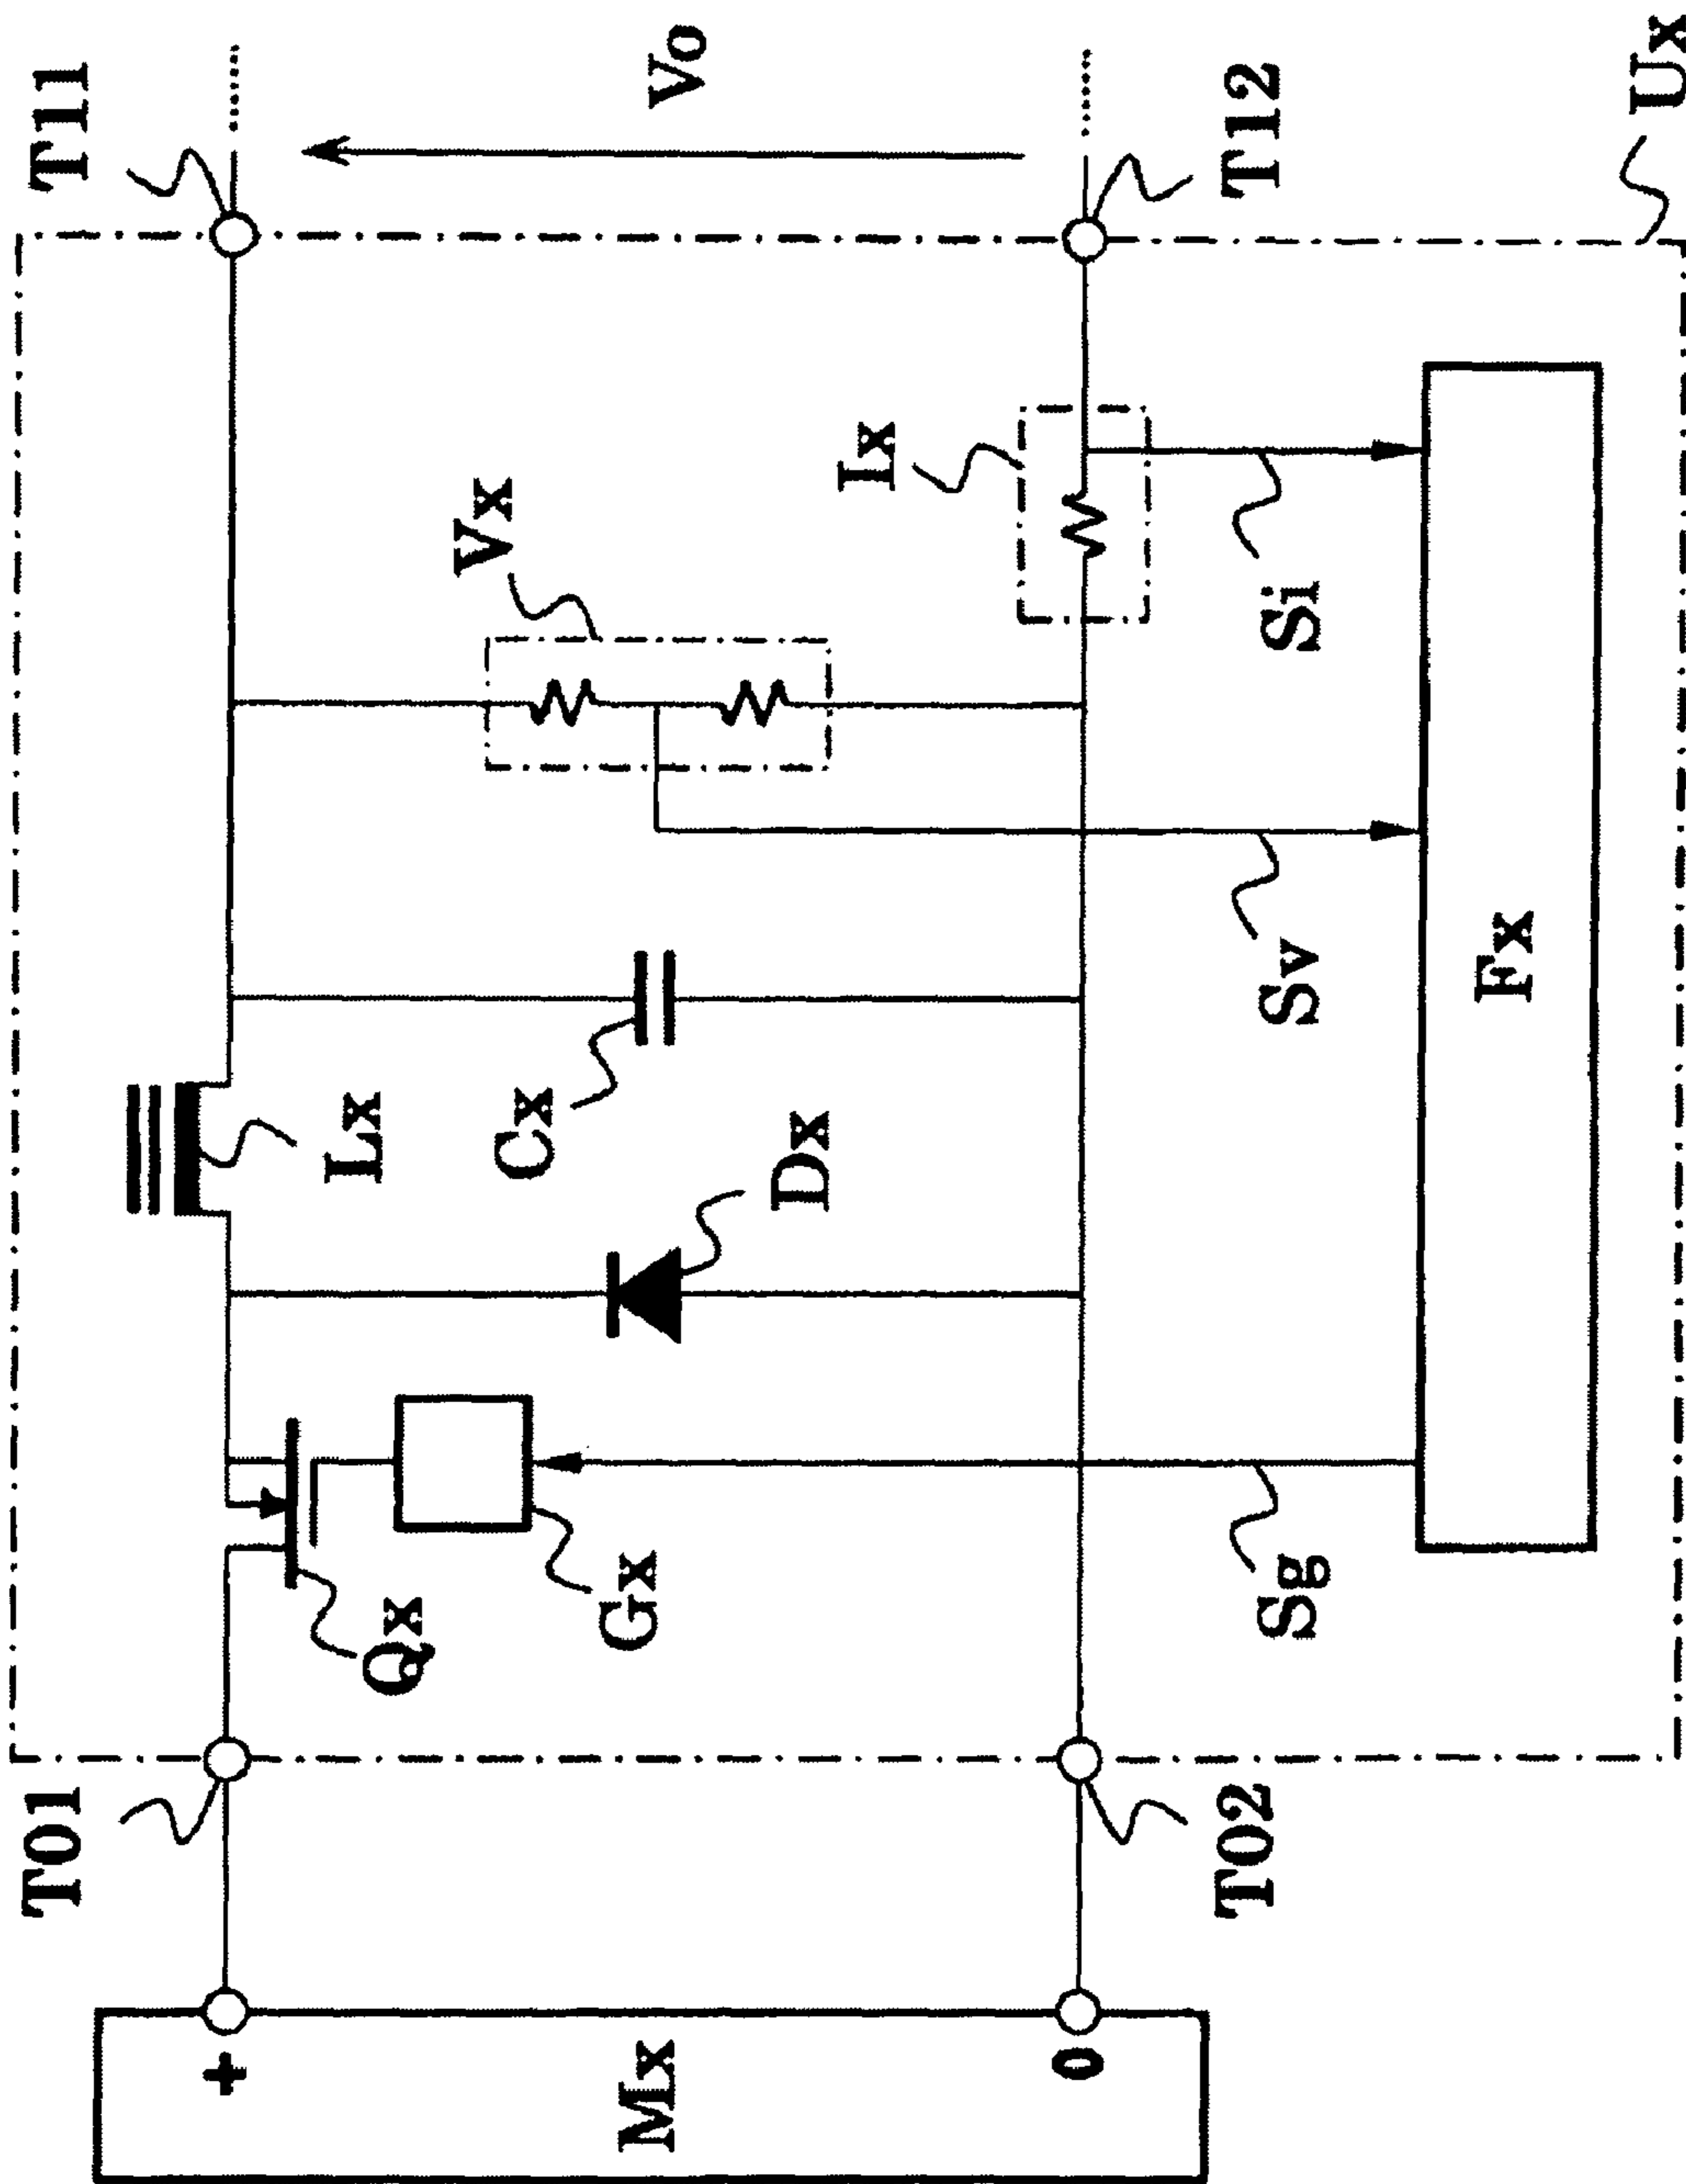 T11
Vo
T12
Ux
Vx
Ix
Si
Sv
Fx
Lx
Cx
Dx
Qx
Gx
Sg
T01
T02
+
Mx
0